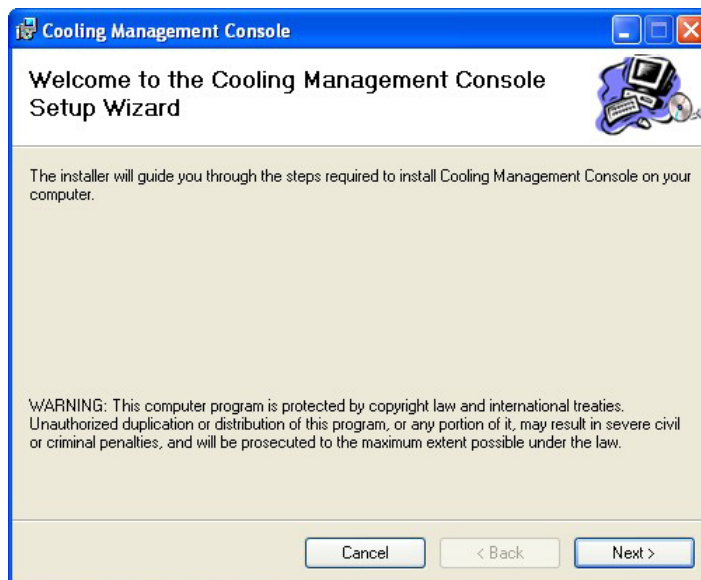 Cooling Management Console
Welcome to the Cooling Management Console
Setup Wizard
The installer will guide you through the steps required to install Cooling Management Console on your
computer.
WARNING: This computer program is protected by copyright law and international treaties.
Unauthorized duplication or distribution of this program, or any portion of it, may result in severe civil
or criminal penalties, and will be prosecuted to the maximum extent possible under the law.
Cancel
< Back
Next >